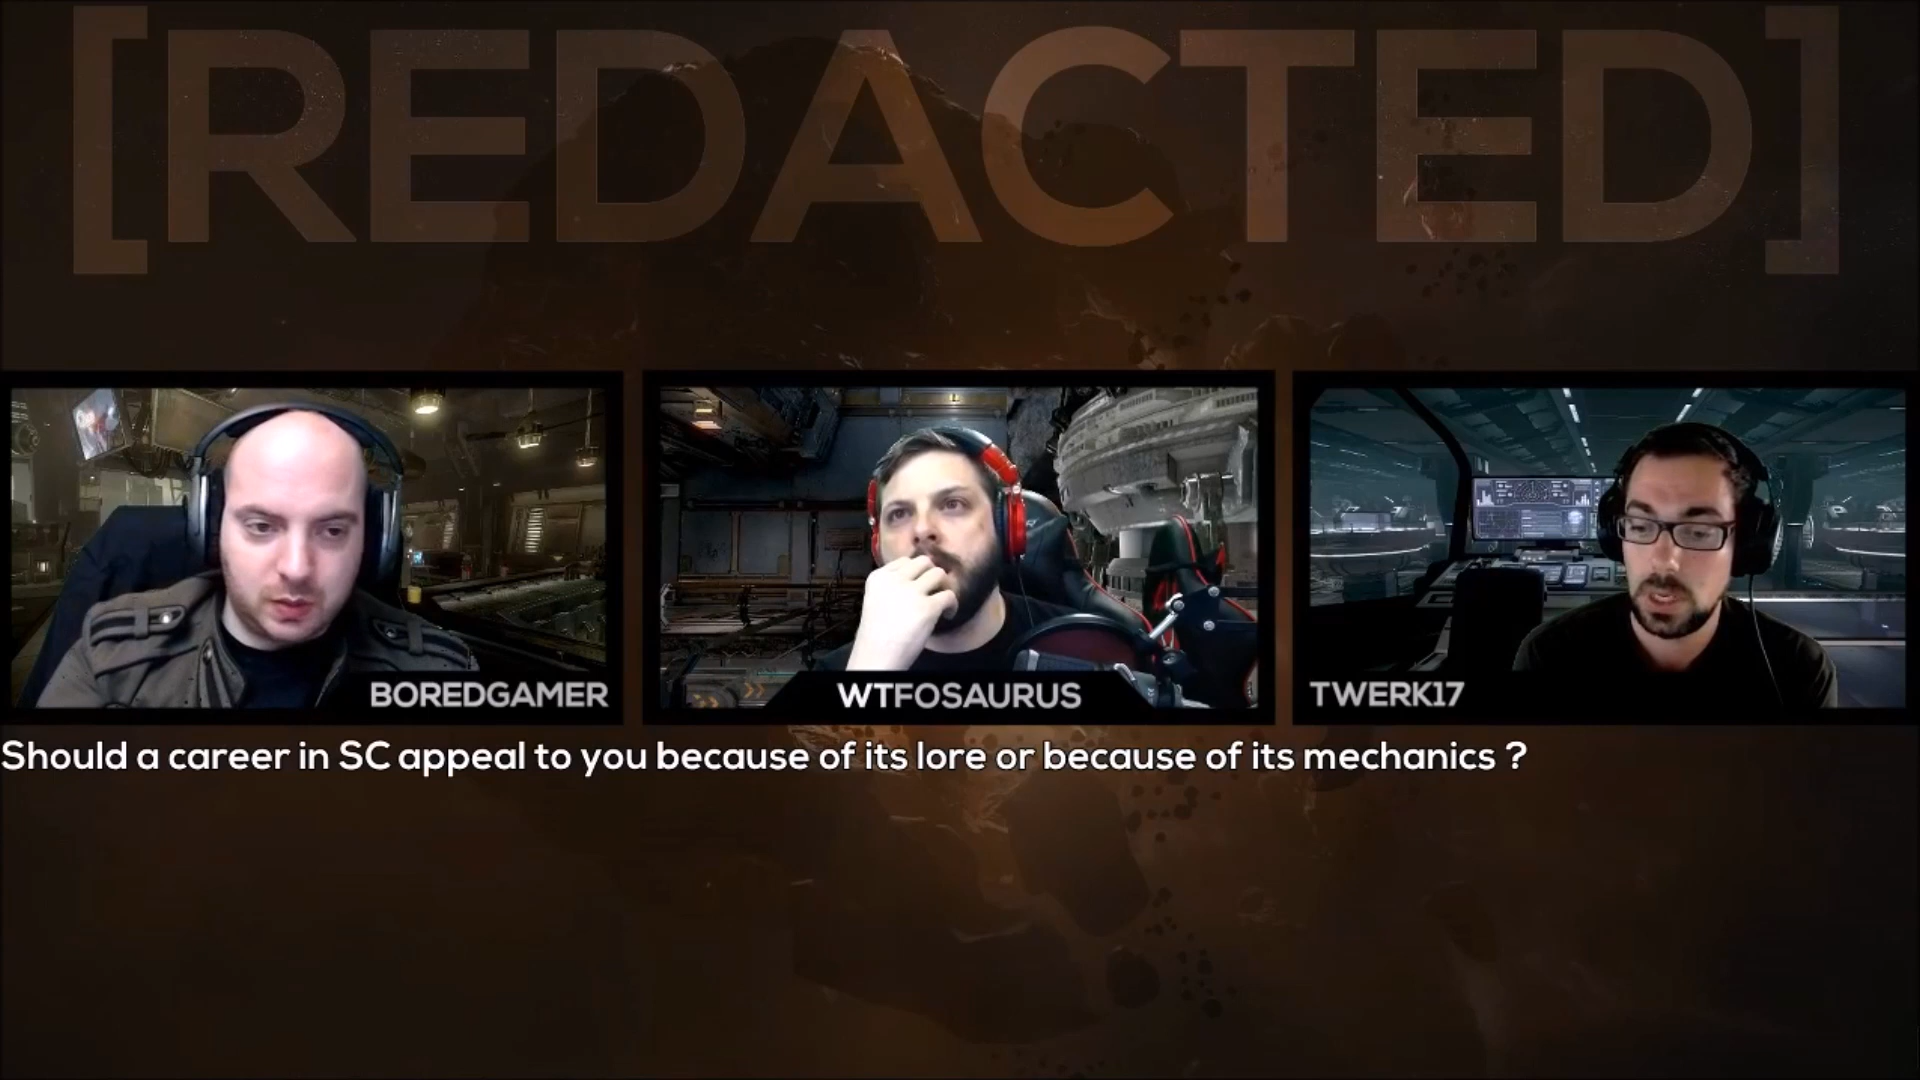 [REDACTED]
BOREDGAMER
WTFOSAURUS
TWERK17
Should a career in SC appeal to you because of its lore or because of its mechanics ?